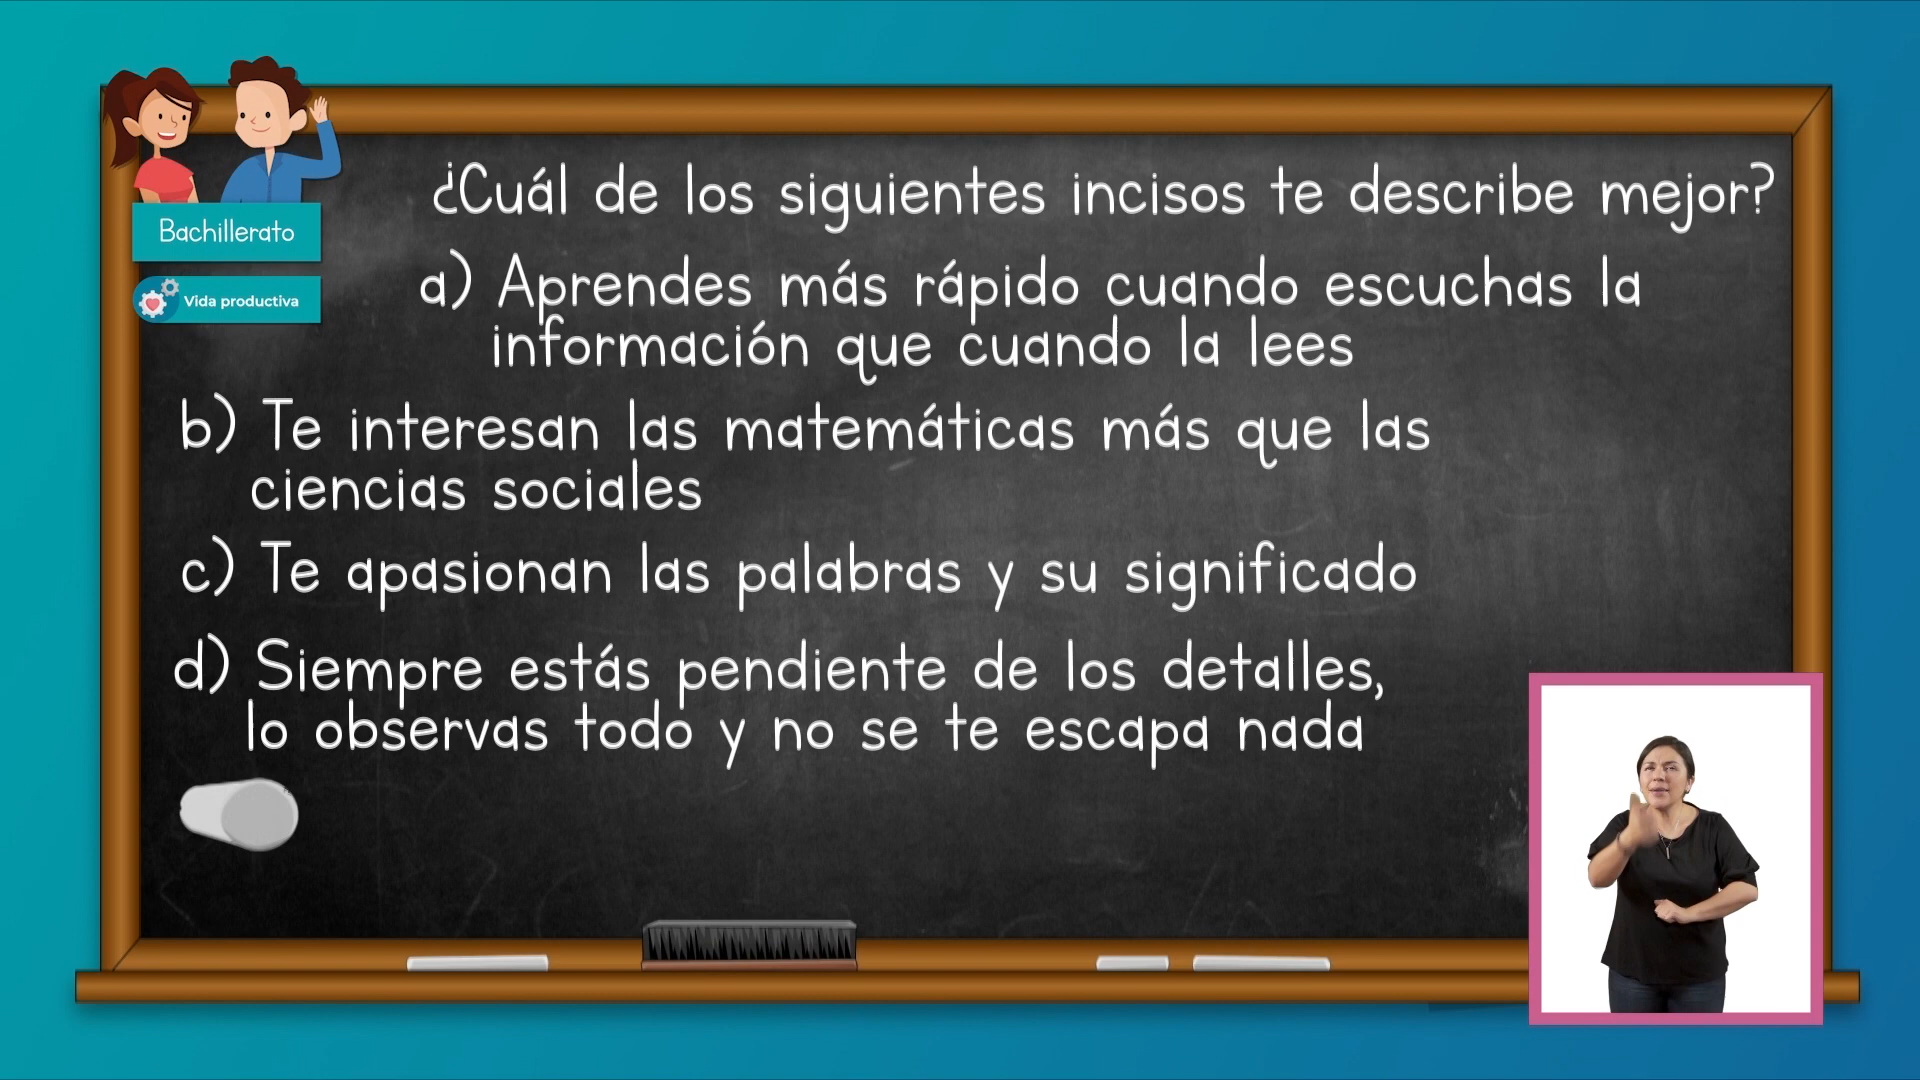 Bachillerato
Vida productiva
¿Cuál de los siguientes incisos te describe mejor?
a) Aprendes más rápido cuando escuchas la
información que cuando la lees
b) Te interesan las matemáticas más que las
ciencias sociales
c) Te apasionan las palabras y su significado
d) Siempre estás pendiente de los detalles,
lo observas todo y no se te escapa nada